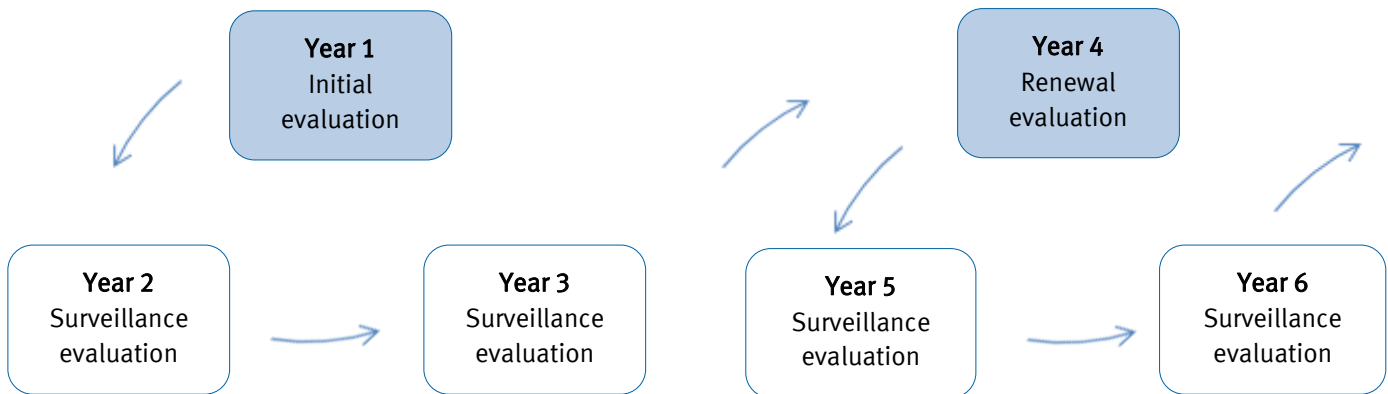 Year 1
Initial
evaluation
Year 4
Renewal
evaluation
Year 2
Surveillance
evaluation
Year 3
Surveillance
evaluation
Year 5
Surveillance
evaluation
Year 6
Surveillance
evaluation